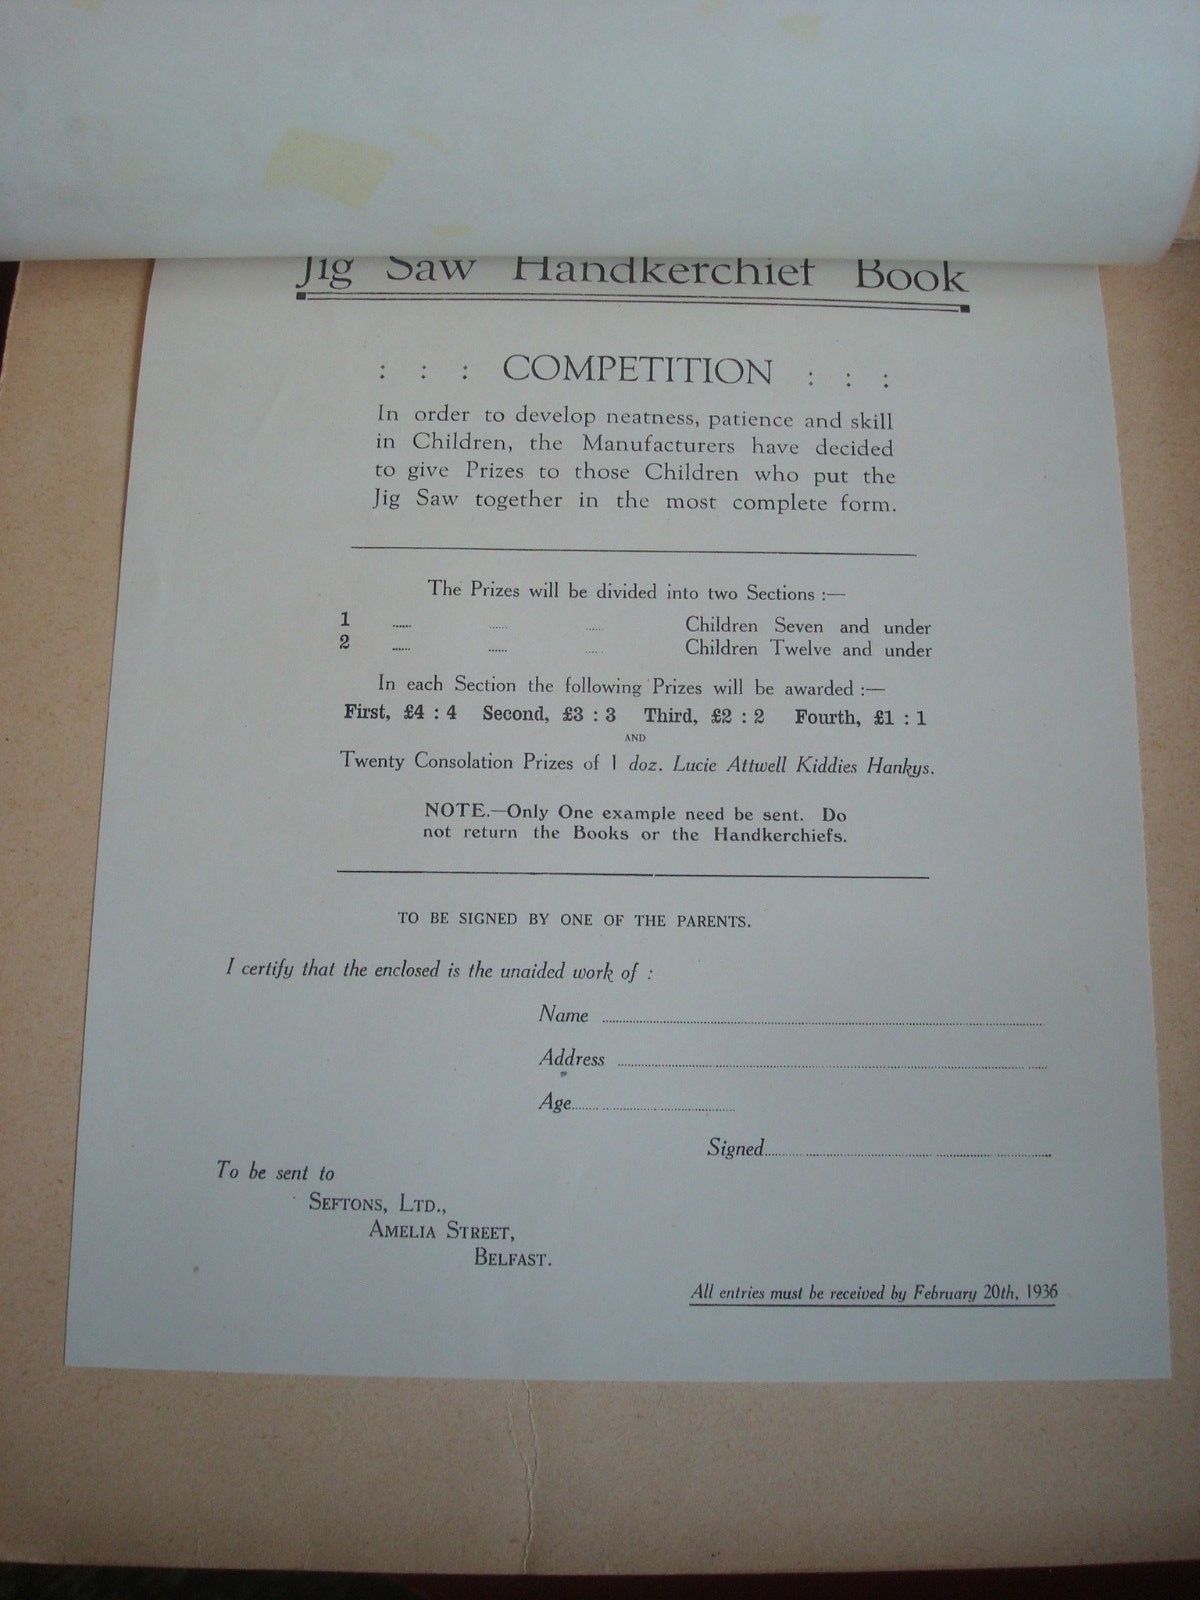 Jig Saw Handkerchief Book
: : : COMPETITION : : :
In order to develop neatness, patience and skill
in Children, the Manufacturers have decided
to give Prizes to those Children who put the
Jig Saw together in the most complete form.
The Prizes will be divided into two Sections :—
1 ...... ...... ...... Children Seven and under
2 ...... ...... ...... Children Twelve and under
In each Section the following Prizes will be awarded :—
First, £4 : 4 Second, £3 : 3 Third, £2 : 2 Fourth, £1 : 1
AND
Twenty Consolation Prizes of 1 doz. Lucie Attwell Kiddies Hankys.
NOTE.—Only One example need be sent. Do
not return the Books or the Handkerchiefs.
TO BE SIGNED BY ONE OF THE PARENTS.
I certify that the enclosed is the unaided work of :
Name
Address
Age
Signed
To be sent to
SEFTONS, LTD.,
AMELIA STREET,
BELFAST.
All entries must be received by February 20th, 1936